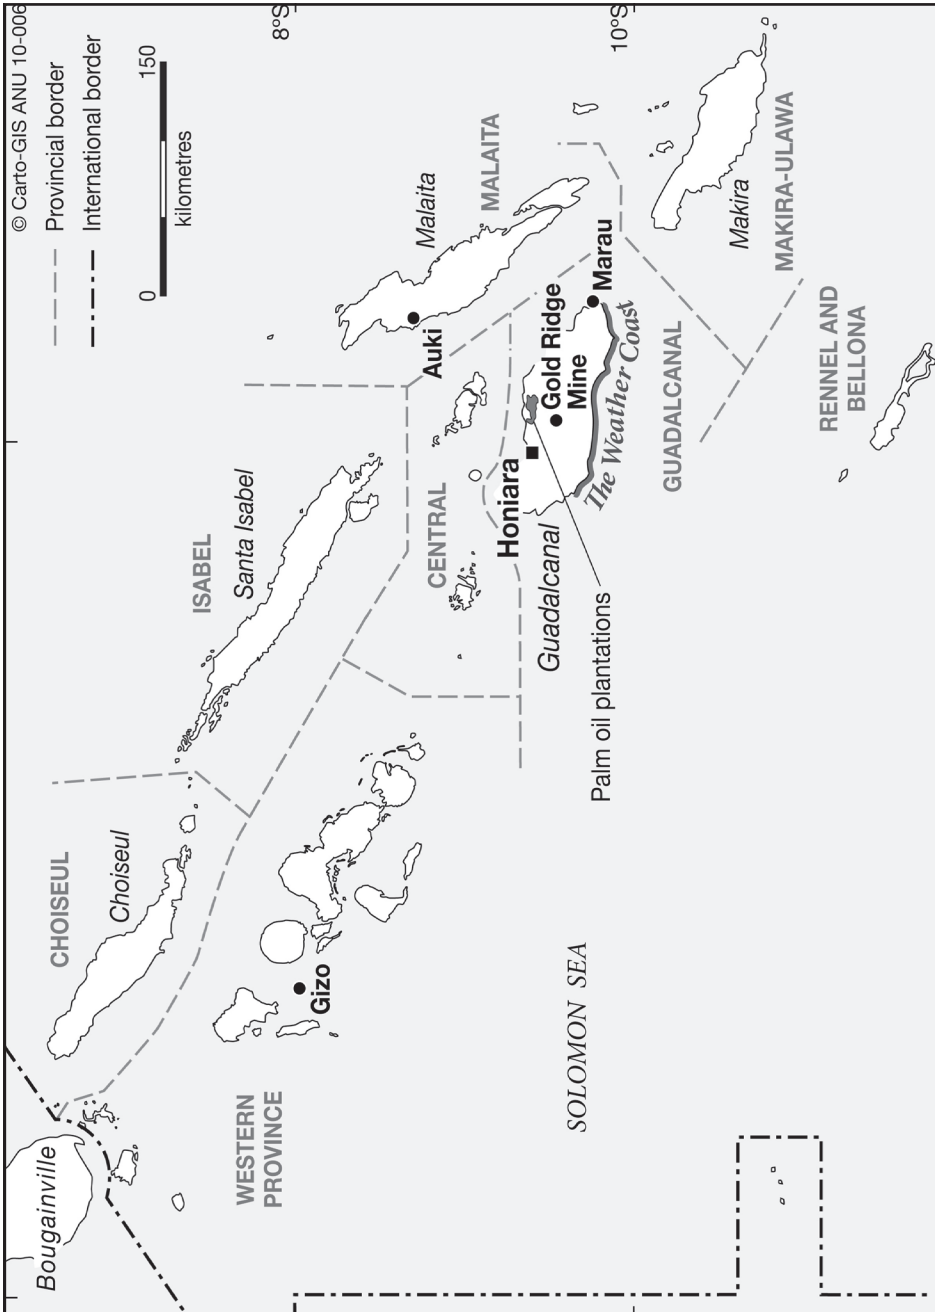 © Carto-GIS ANU 10-006
Provincial border
International border
0
150
kilometres
8°S
10°S
Bougainville
CHOISEUL
Choiseul
ISABEL
Santa Isabel
WESTERN
PROVINCE
Gizo
CENTRAL
Auki
Malaita
MALAITA
Honiara
Gold Ridge
Mine
Marau
Guadalcanal
The Weather Coast
GUADALCANAL
Palm oil plantations
SOLOMON SEA
Makira
MAKIRA-ULAWA
RENNEL AND
BELLONA